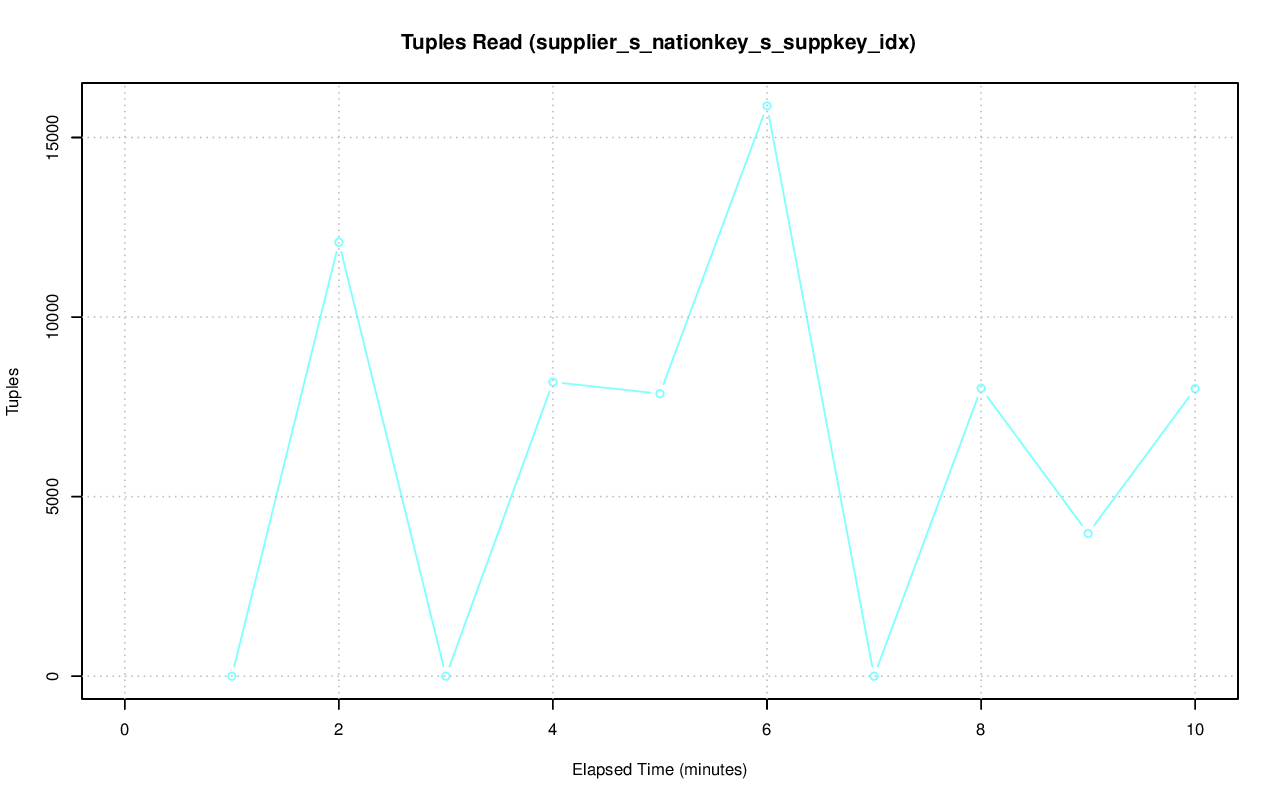 Tuples Read (supplier_s_nationkey_s_suppkey_idx)
Tuples
15000
10000
5000
0
0 2 4 6 8 10
Elapsed Time (minutes)